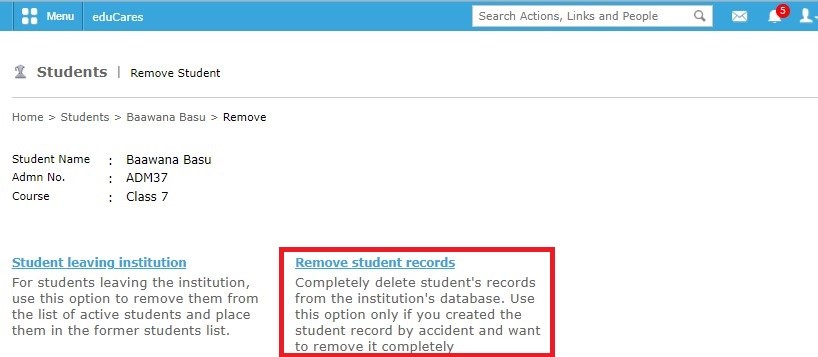 Menu eduCares Search Actions, Links and People 5
Students | Remove Student
Home > Students > Baawana Basu > Remove
Student Name : Baawana Basu
Admn No. : ADM37
Course : Class 7
Student leaving institution
For students leaving the institution,
use this option to remove them from
the list of active students and place
them in the former students list.
Remove student records
Completely delete student's records
from the institution's database. Use
this option only if you created the
student record by accident and want
to remove it completely